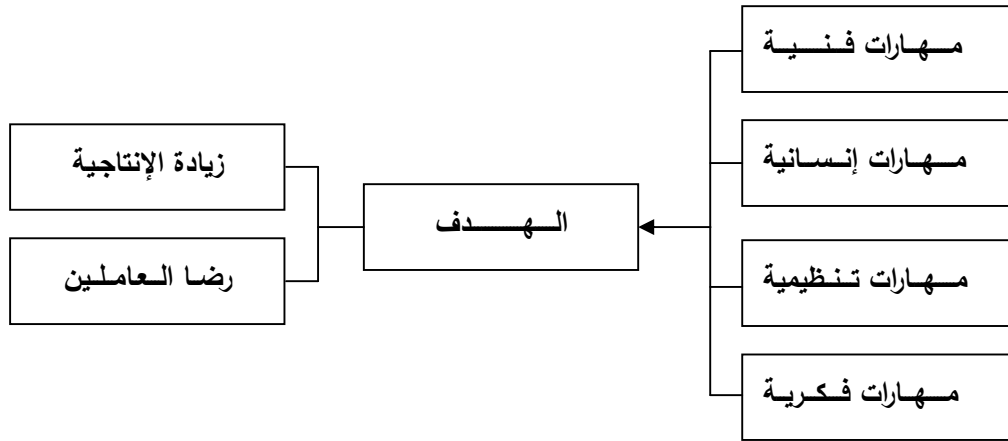 مهارات فنية
مهارات إنسانية
مهارات تنظيمية
مهارات فكرية
الهدف
زيادة الإنتاجية
رضا العاملين